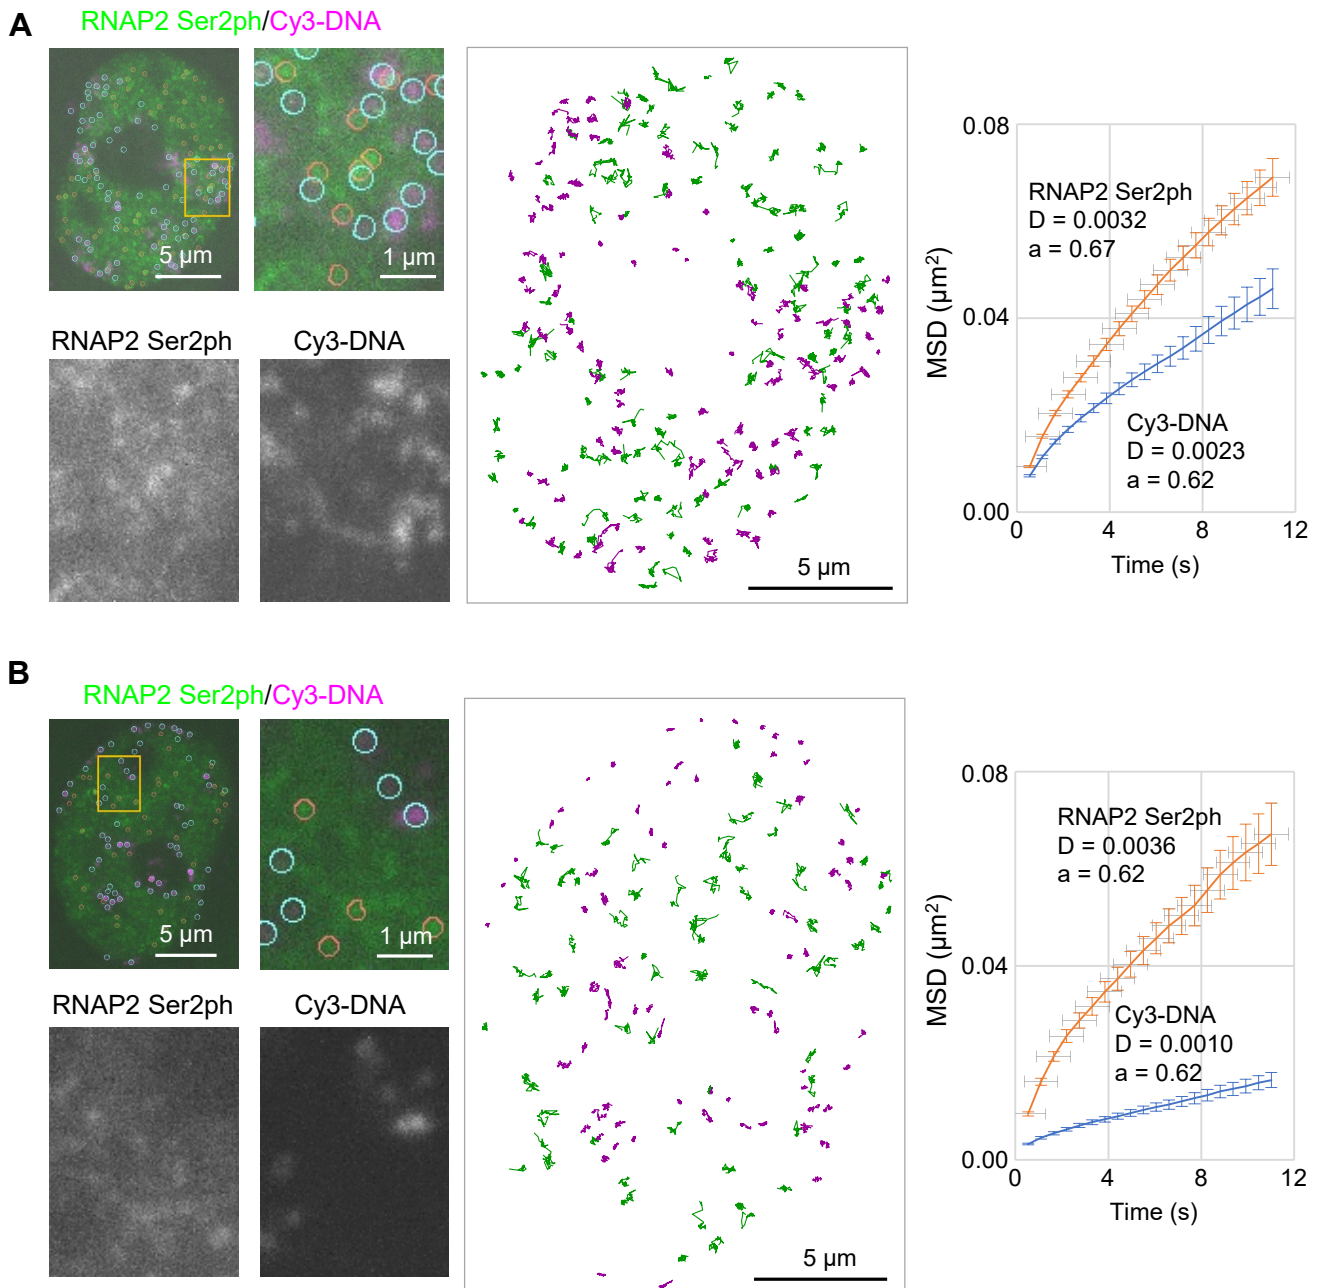 A
RNAP2 Ser2ph/Cy3-DNA
5 µm
1 µm
RNAP2 Ser2ph
Cy3-DNA
5 µm
MSD (µm²)
0.08
0.04
0.00
RNAP2 Ser2ph
D = 0.0032
a = 0.67
Cy3-DNA
D = 0.0023
a = 0.62
0
4
8
12
Time (s)
B
RNAP2 Ser2ph/Cy3-DNA
5 µm
1 µm
RNAP2 Ser2ph
Cy3-DNA
5 µm
MSD (µm²)
0.08
0.04
0.00
RNAP2 Ser2ph
D = 0.0036
a = 0.62
Cy3-DNA
D = 0.0010
a = 0.62
0
4
8
12
Time (s)